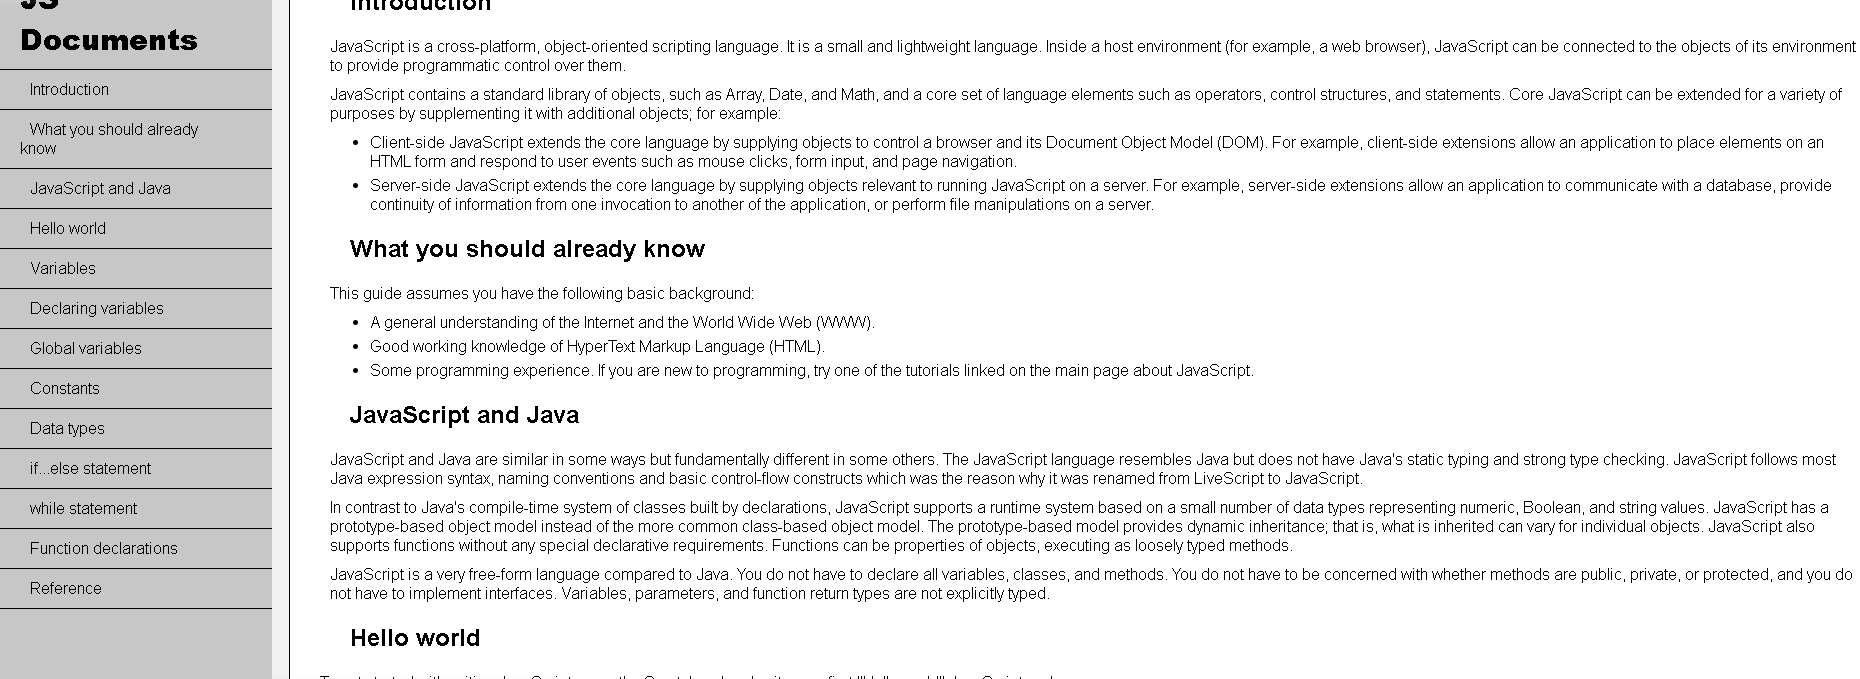 JS
Documents
Introduction
What you should already
know
JavaScript and Java
Hello world
Variables
Declaring variables
Global variables
Constants
Data types
if...else statement
while statement
Function declarations
Reference
Introduction
JavaScript is a cross-platform, object-oriented scripting language. It is a small and lightweight language. Inside a host environment (for example, a web browser), JavaScript can be connected to the objects of its environment
to provide programmatic control over them.
JavaScript contains a standard library of objects, such as Array, Date, and Math, and a core set of language elements such as operators, control structures, and statements. Core JavaScript can be extended for a variety of
purposes by supplementing it with additional objects; for example:
• Client-side JavaScript extends the core language by supplying objects to control a browser and its Document Object Model (DOM). For example, client-side extensions allow an application to place elements on an
HTML form and respond to user events such as mouse clicks, form input, and page navigation.
• Server-side JavaScript extends the core language by supplying objects relevant to running JavaScript on a server. For example, server-side extensions allow an application to communicate with a database, provide
continuity of information from one invocation to another of the application, or perform file manipulations on a server.
What you should already know
This guide assumes you have the following basic background:
• A general understanding of the Internet and the World Wide Web (WWW).
• Good working knowledge of HyperText Markup Language (HTML).
• Some programming experience. If you are new to programming, try one of the tutorials linked on the main page about JavaScript.
JavaScript and Java
JavaScript and Java are similar in some ways but fundamentally different in some others. The JavaScript language resembles Java but does not have Java's static typing and strong type checking. JavaScript follows most
Java expression syntax, naming conventions and basic control-flow constructs which was the reason why it was renamed from LiveScript to JavaScript.
In contrast to Java's compile-time system of classes built by declarations, JavaScript supports a runtime system based on a small number of data types representing numeric, Boolean, and string values. JavaScript has a
prototype-based object model instead of the more common class-based object model. The prototype-based model provides dynamic inheritance; that is, what is inherited can vary for individual objects. JavaScript also
supports functions without any special declarative requirements. Functions can be properties of objects, executing as loosely typed methods.
JavaScript is a very free-form language compared to Java. You do not have to declare all variables, classes, and methods. You do not have to be concerned with whether methods are public, private, or protected, and you do
not have to implement interfaces. Variables, parameters, and function return types are not explicitly typed.
Hello world